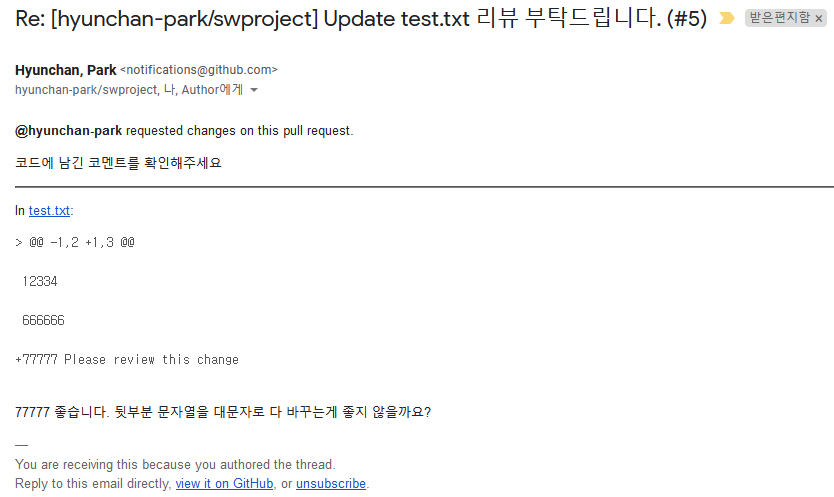 Re: [hyunchan-park/swproject] Update test.txt 리뷰 부탁드립니다. (#5) 받은편지함 ×
Hyunchan, Park <notifications@github.com>
hyunchan-park/swproject, 나, Author에게
@hyunchan-park requested changes on this pull request.
코드에 남긴 코멘트를 확인해주세요
In test.txt:
> @@ -1,2 +1,3 @@
12334
666666
+77777 Please review this change
77777 좋습니다. 뒷부분 문자열을 대문자로 다 바꾸는게 좋지 않을까요?
—
You are receiving this because you authored the thread.
Reply to this email directly, view it on GitHub, or unsubscribe.